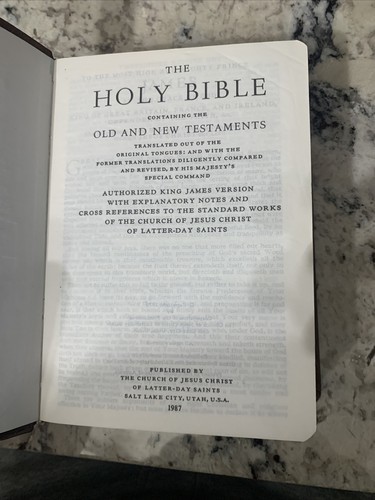 THE
HOLY BIBLE
CONTAINING THE
OLD AND NEW TESTAMENTS
TRANSLATED OUT OF THE
ORIGINAL TONGUES: AND WITH THE
FORMER TRANSLATIONS DILIGENTLY COMPARED
AND REVISED, BY HIS MAJESTY'S
SPECIAL COMMAND
AUTHORIZED KING JAMES VERSION
WITH EXPLANATORY NOTES AND
CROSS REFERENCES TO THE STANDARD WORKS
OF THE CHURCH OF JESUS CHRIST
OF LATTER-DAY SAINTS
PUBLISHED BY
THE CHURCH OF JESUS CHRIST
OF LATTER-DAY SAINTS
SALT LAKE CITY, UTAH, U.S.A.
1987